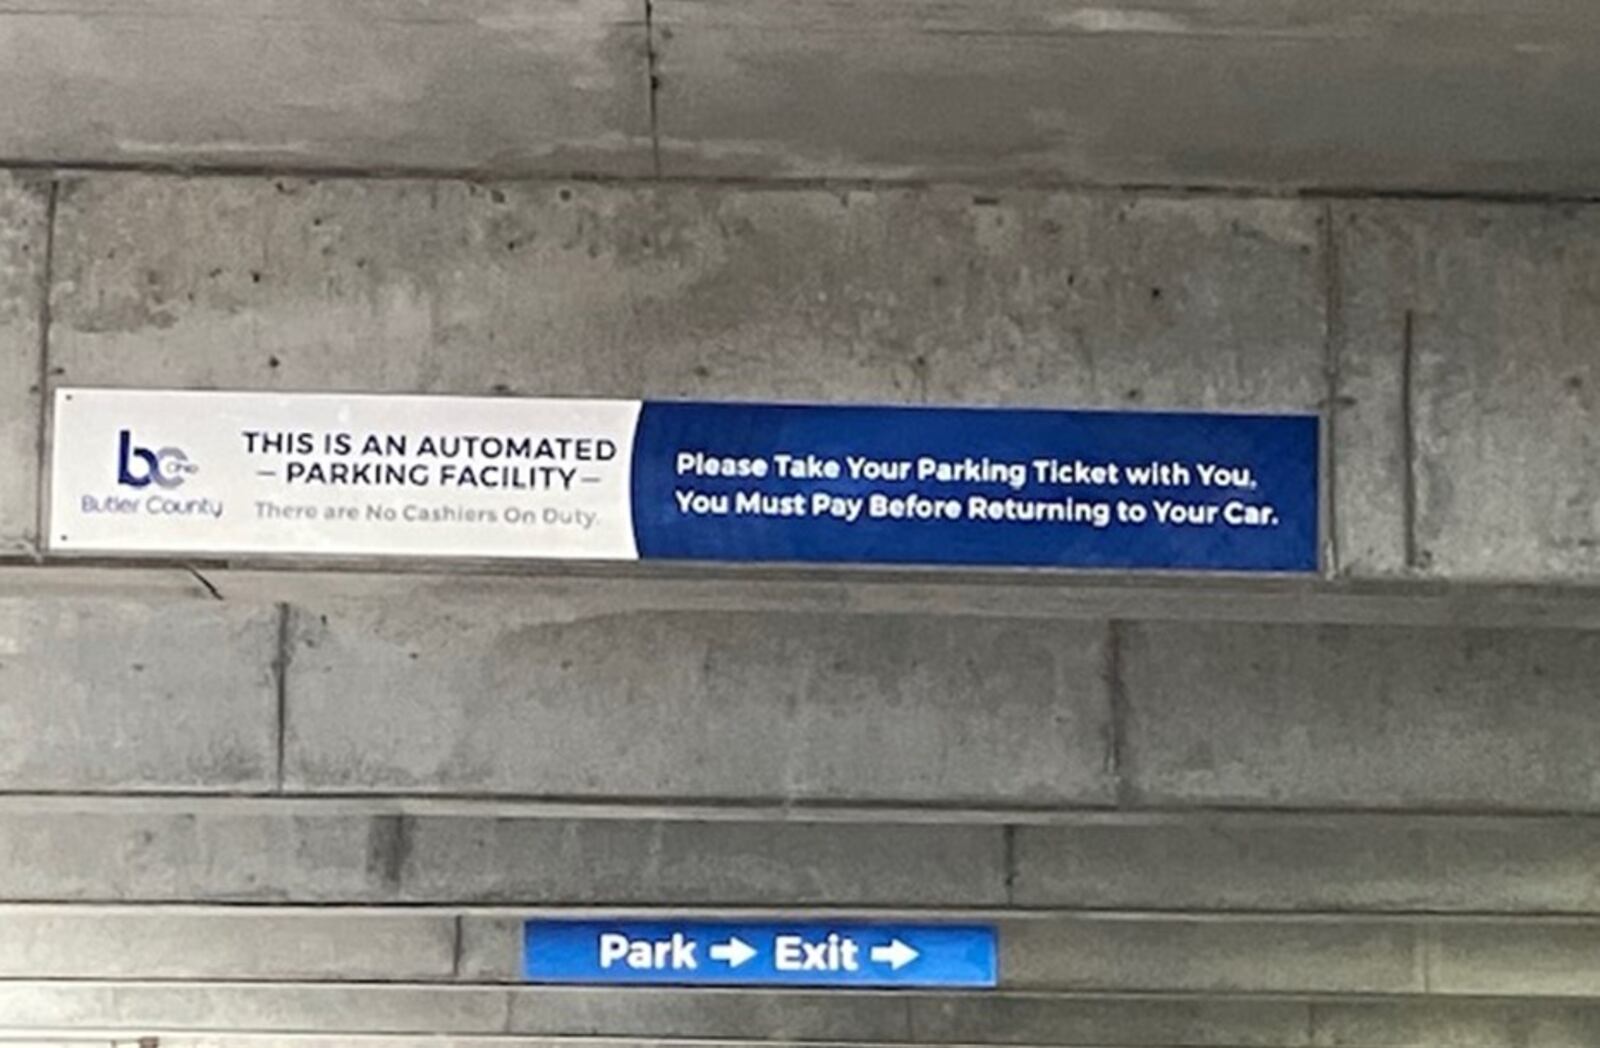 bc Ohio
Butler County
THIS IS AN AUTOMATED
– PARKING FACILITY –
There are No Cashiers On Duty.
Please Take Your Parking Ticket with You,
You Must Pay Before Returning to Your Car.
Park → Exit →